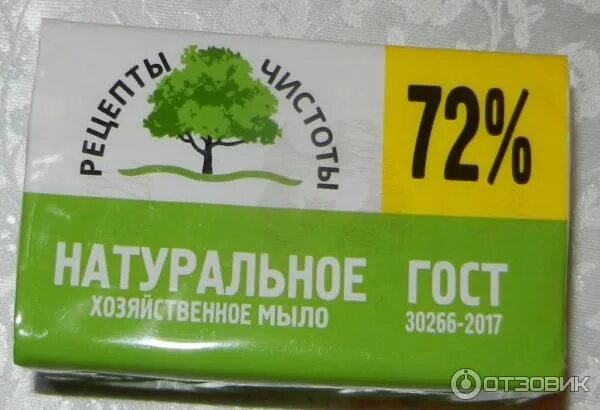 РЕЦЕПТЫ ЧИСТОТЫ
72%
НАТУРАЛЬНОЕ
ХОЗЯЙСТВЕННОЕ МЫЛО
ГОСТ
30266-2017
ОТЗОВИК